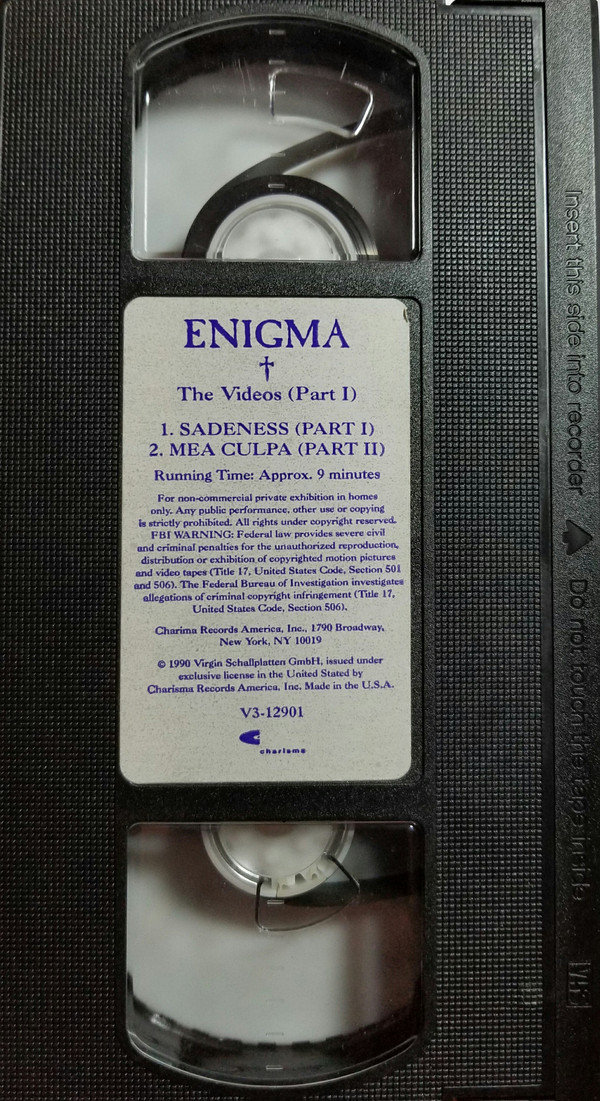 ENIGMA
The Videos (Part I)
1. SADENESS (PART I)
2. MEA CULPA (PART II)
Running Time: Approx. 9 minutes
For non-commercial private exhibition in homes
only. Any public performance, other use or copying
is strictly prohibited. All rights under copyright reserved.
FBI WARNING: Federal law provides severe civil
and criminal penalties for the unauthorized reproduction,
distribution or exhibition of copyrighted motion pictures
and video tapes (Title 17, United States Code, Section 501
and 506). The Federal Bureau of Investigation investigates
allegations of criminal copyright infringement (Title 17,
United States Code, Section 506).
Charima Records America, Inc., 1790 Broadway,
New York, NY 10019
© 1990 Virgin Schallplatten GmbH, issued under
exclusive license in the United Stated by
Charisma Records America, Inc. Made in the U.S.A.
V3-12901
charisma
Insert this side into recorder
Do not touch the tape inside
VHS